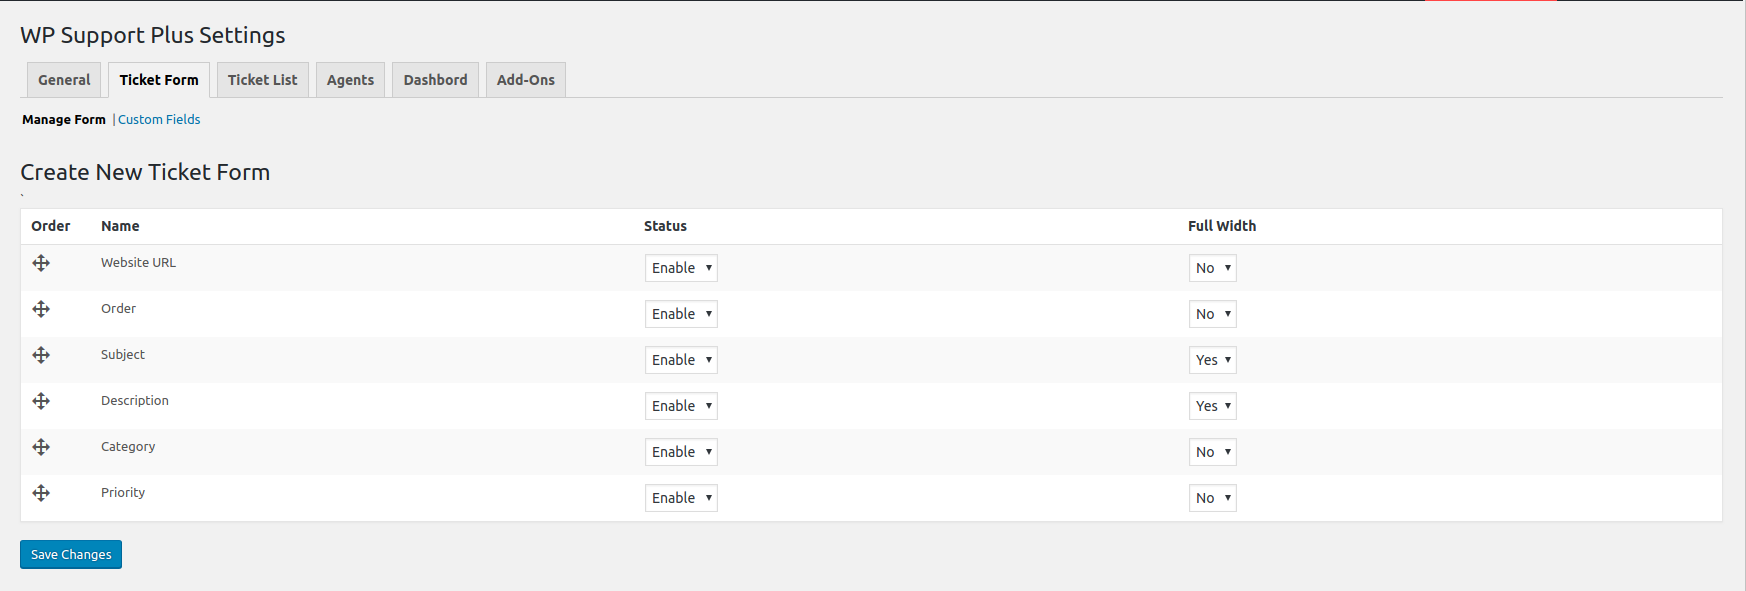 WP Support Plus Settings
General Ticket Form Ticket List Agents Dashbord Add-Ons
Manage Form | Custom Fields
Create New Ticket Form
`
Order Name Status Full Width
Website URL Enable No
Order Enable No
Subject Enable Yes
Description Enable Yes
Category Enable No
Priority Enable No
Save Changes